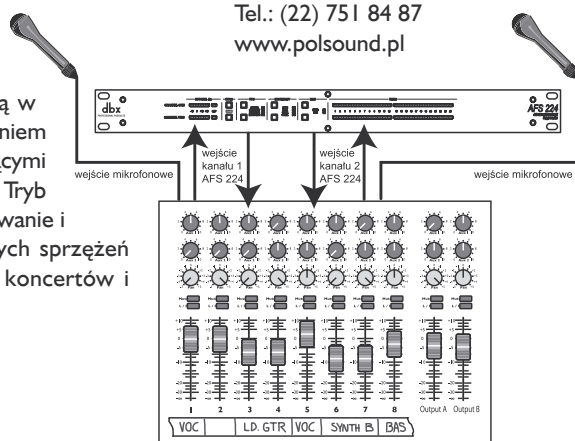 Tel.: (22) 751 84 87
www.polsound.pl
ą w
niem
cymi
Tryb
wanie i
ych sprzężeń
koncertów i
dbx
AFS 224
wejście mikrofonowe
wejście
kanału 1
AFS 224
wejście
kanału 2
AFS 224
wejście mikrofonowe
1 2 3 4 5 6 7 8 Output A Output B
VOC L.D. GTR VOC SYNTH B BAS